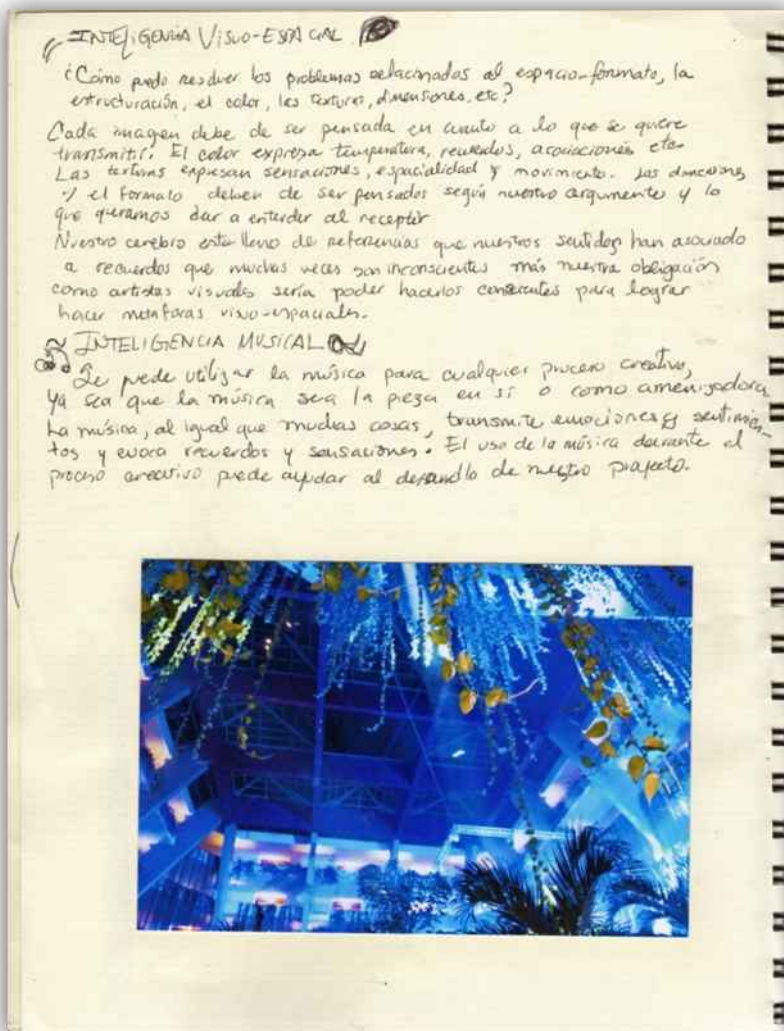 INTELIGENCIA VISUO-ESPACIAL
¿Cómo puedo resolver los problemas relacionados al espacio-formato, la
estructuración, el color, las texturas, dimensiones, etc?
Cada imagen debe de ser pensada en cuanto a lo que se quiere
transmitir. El color expresa temperatura, recuerdos, asociaciones etc.
Las texturas expresan sensaciones, espacialidad y movimiento. Las dimensiones
y el formato deben de ser pensados según nuestro argumento y lo
que queramos dar a entender al receptor
Nuestro cerebro esta lleno de referencias que nuestros sentidos han asociado
a recuerdos que muchas veces son inconscientes más nuestra obligación
como artistas visuales sería poder hacerlos conscientes para lograr
hacer metáforas visuo-espaciales.
INTELIGENCIA MUSICAL
Se puede utilizar la música para cualquier proceso creativo,
ya sea que la música sea la pieza en sí o como amenizadora
La música, al igual que muchas cosas, transmite emociones y sentimien-
tos y evoca recuerdos y sensaciones. El uso de la música durante el
proceso creativo puede ayudar al desarrollo de nuestro proyecto.